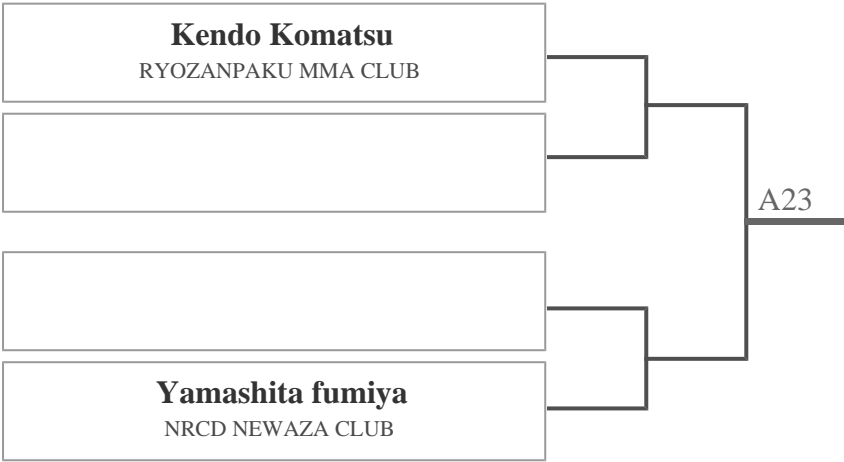 Kendo Komatsu
RYOZANPAKU MMA CLUB
A23
Yamashita fumiya
NRCD NEWAZA CLUB